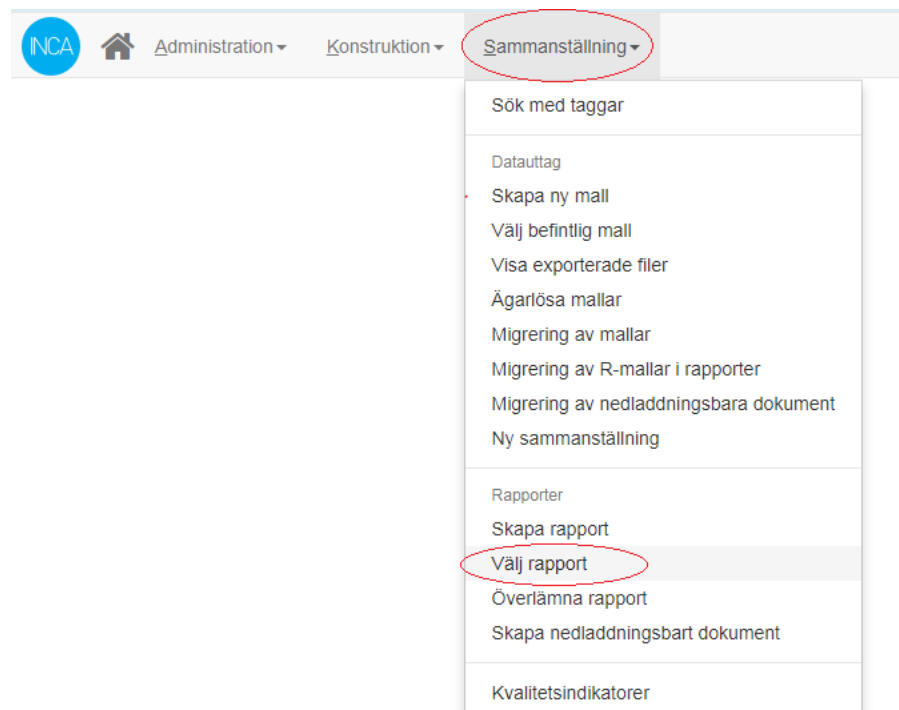 INCA Administration Konstruktion Sammanställning
Sök med taggar
Datauttag
Skapa ny mall
Välj befintlig mall
Visa exporterade filer
Ägarlösa mallar
Migrering av mallar
Migrering av R-mallar i rapporter
Migrering av nedladdningsbara dokument
Ny sammanställning
Rapporter
Skapa rapport
Välj rapport
Överlämna rapport
Skapa nedladdningsbart dokument
Kvalitetsindikatorer